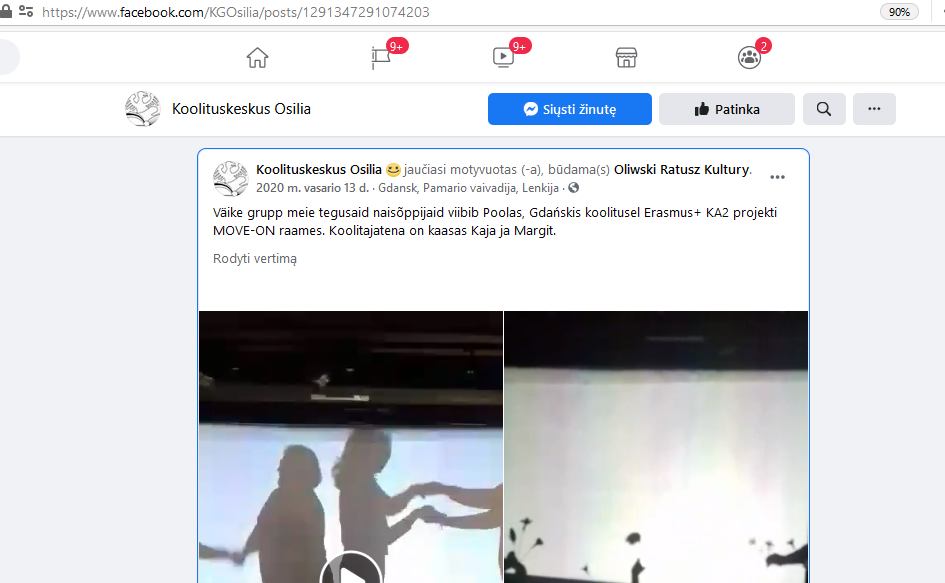 https://www.facebook.com/KGOsilia/posts/1291347291074203
90%
9+
9+
2
Koolituskeskus Osilia
Siųsti žinutę
Patinka
Koolituskeskus Osilia 😆 jaučiasi motyvuotas (-a), būdama(s) Oliwski Ratusz Kultury.
2020 m. vasario 13 d. · Gdansk, Pamario vaivadija, Lenkija ·
Väike grupp meie tegusaid naisõppijaid viibib Poolas, Gdańskis koolitusel Erasmus+ KA2 projekti
MOVE-ON raames. Koolitajatena on kaasas Kaja ja Margit.
Rodyti vertimą